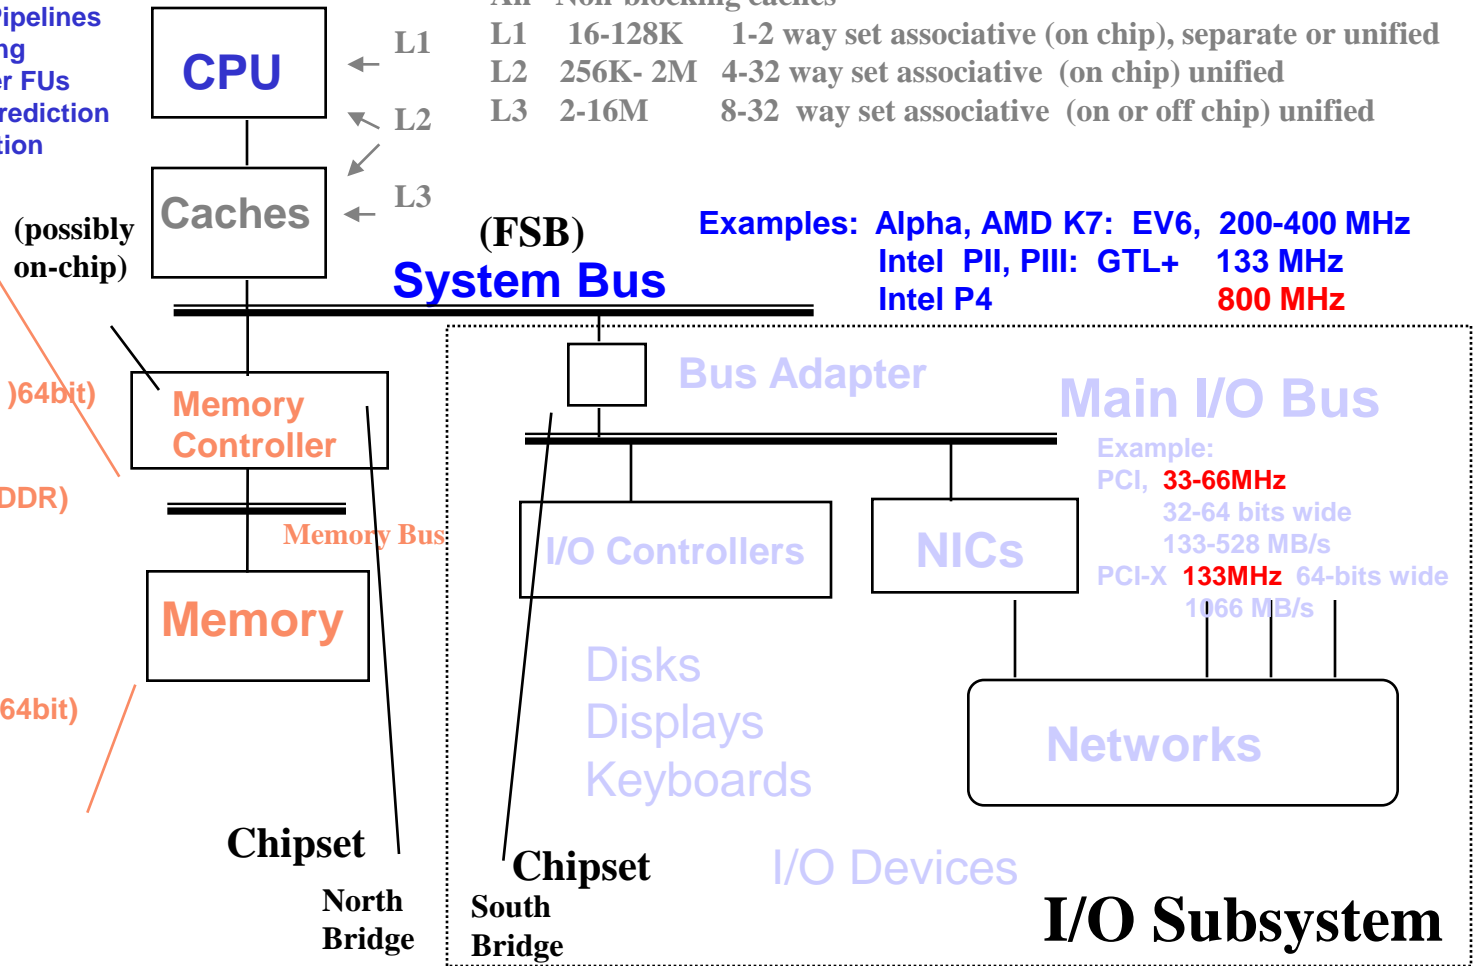 All Non-blocking caches
L1 16-128K 1-2 way set associative (on chip), separate or unified
L2 256K- 2M 4-32 way set associative (on chip) unified
L3 2-16M 8-32 way set associative (on or off chip) unified
Pipelines
CPU
L1
FUs
L2
Caches
L3
(possibly
on-chip)
(FSB)
System Bus
Examples: Alpha, AMD K7: EV6, 200-400 MHz
Intel PII, PIII: GTL+ 133 MHz
Intel P4 800 MHz
)64bit)
Memory
Controller
DDR)
Memory Bus
Memory
64bit)
Bus Adapter
Main I/O Bus
Example:
PCI, 33-66MHz
32-64 bits wide
133-528 MB/s
PCI-X 133MHz 64-bits wide
1066 MB/s
I/O Controllers
NICs
Disks
Displays
Keyboards
Networks
Chipset
North
Bridge
Chipset
South
Bridge
I/O Devices
I/O Subsystem